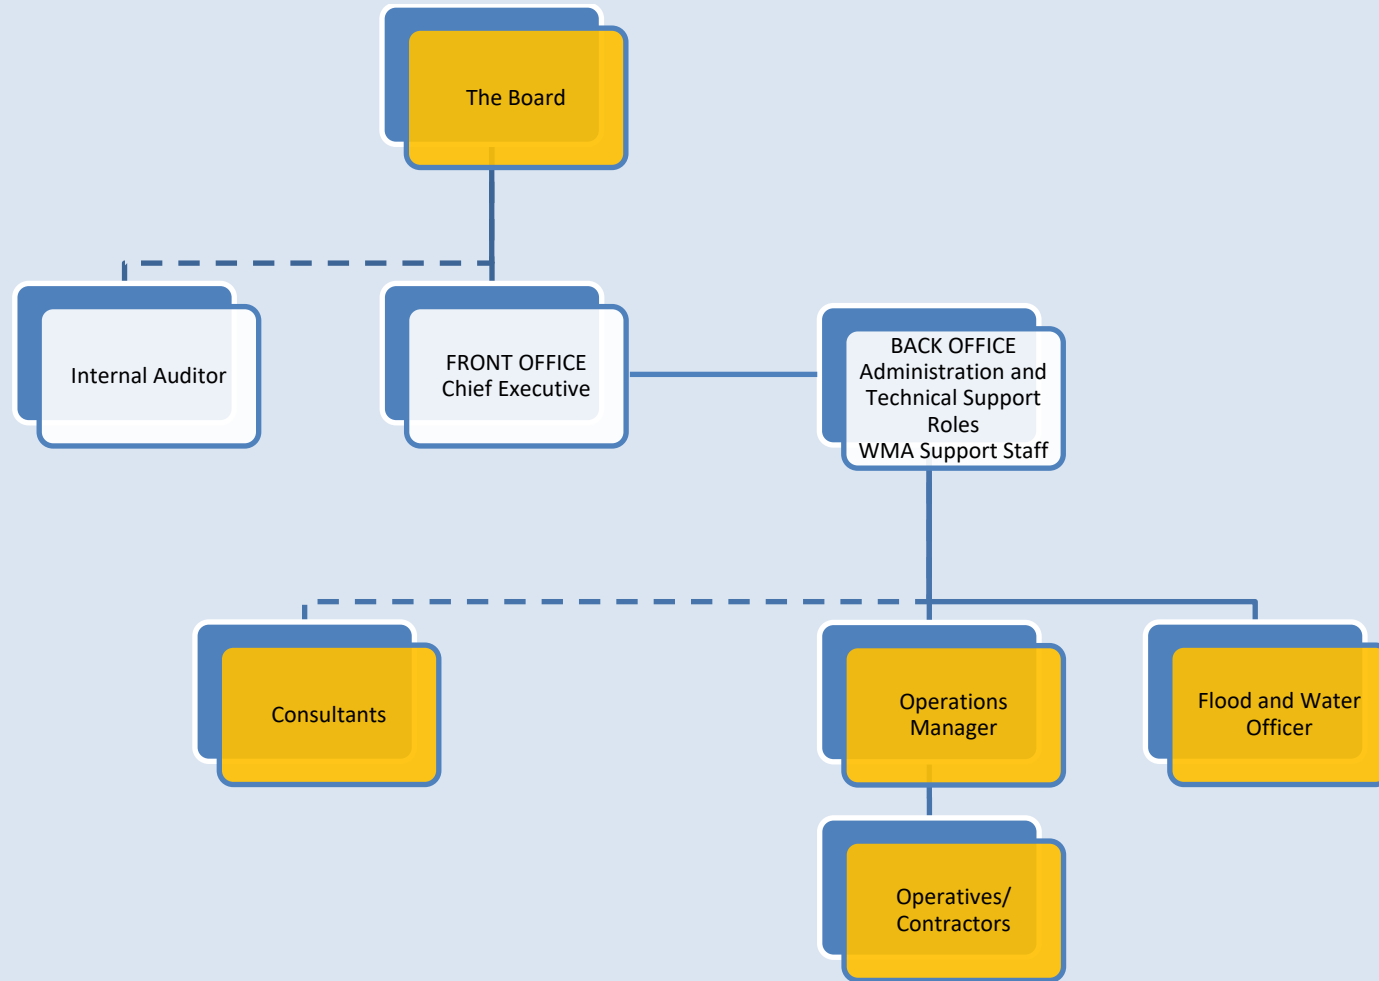 The Board
Internal Auditor
FRONT OFFICE
Chief Executive
BACK OFFICE
Administration and
Technical Support
Roles
WMA Support Staff
Consultants
Operations
Manager
Flood and Water
Officer
Operatives/
Contractors